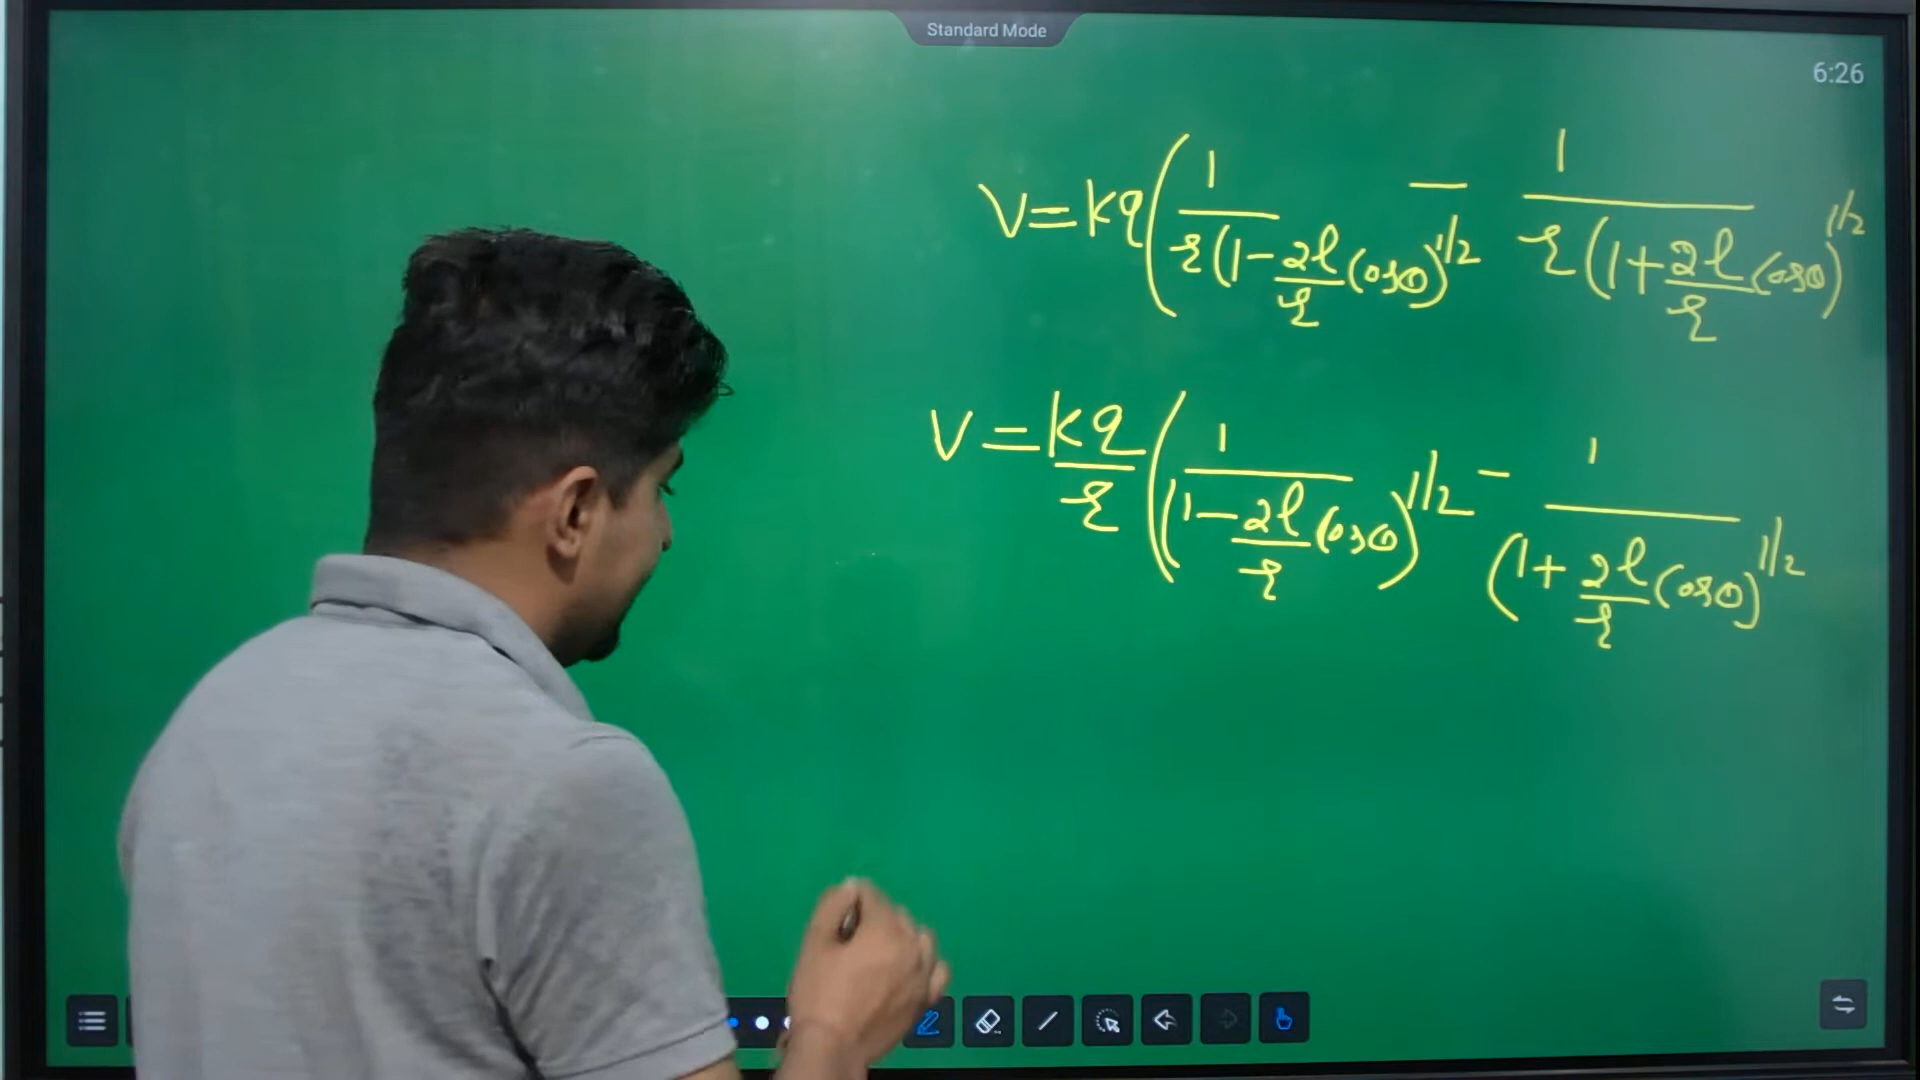 Standard Mode
6:26
V = kq ( 1 / r(1 - 2l/r cosθ)^1/2 - 1 / r(1 + 2l/r cosθ)^1/2
V = kq/r ( 1 / (1 - 2l/r cosθ)^1/2 - 1 / (1 + 2l/r cosθ)^1/2